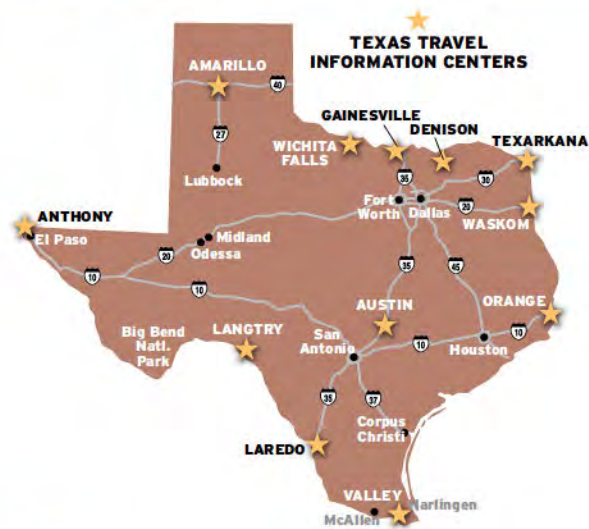 TEXAS TRAVEL
INFORMATION CENTERS
AMARILLO
40
27
Lubbock
GAINESVILLE
DENISON
WICHITA
FALLS
TEXARKANA
35
30
Fort
Worth
Dallas
20
WASKOM
ANTHONY
El Paso
Midland
Odessa
20
10
10
35
45
AUSTIN
ORANGE
Big Bend
Natl.
Park
LANGTRY
San
Antonio
10
Houston
10
35
37
Corpus
Christi
LAREDO
VALLEY
Harlingen
McAllen